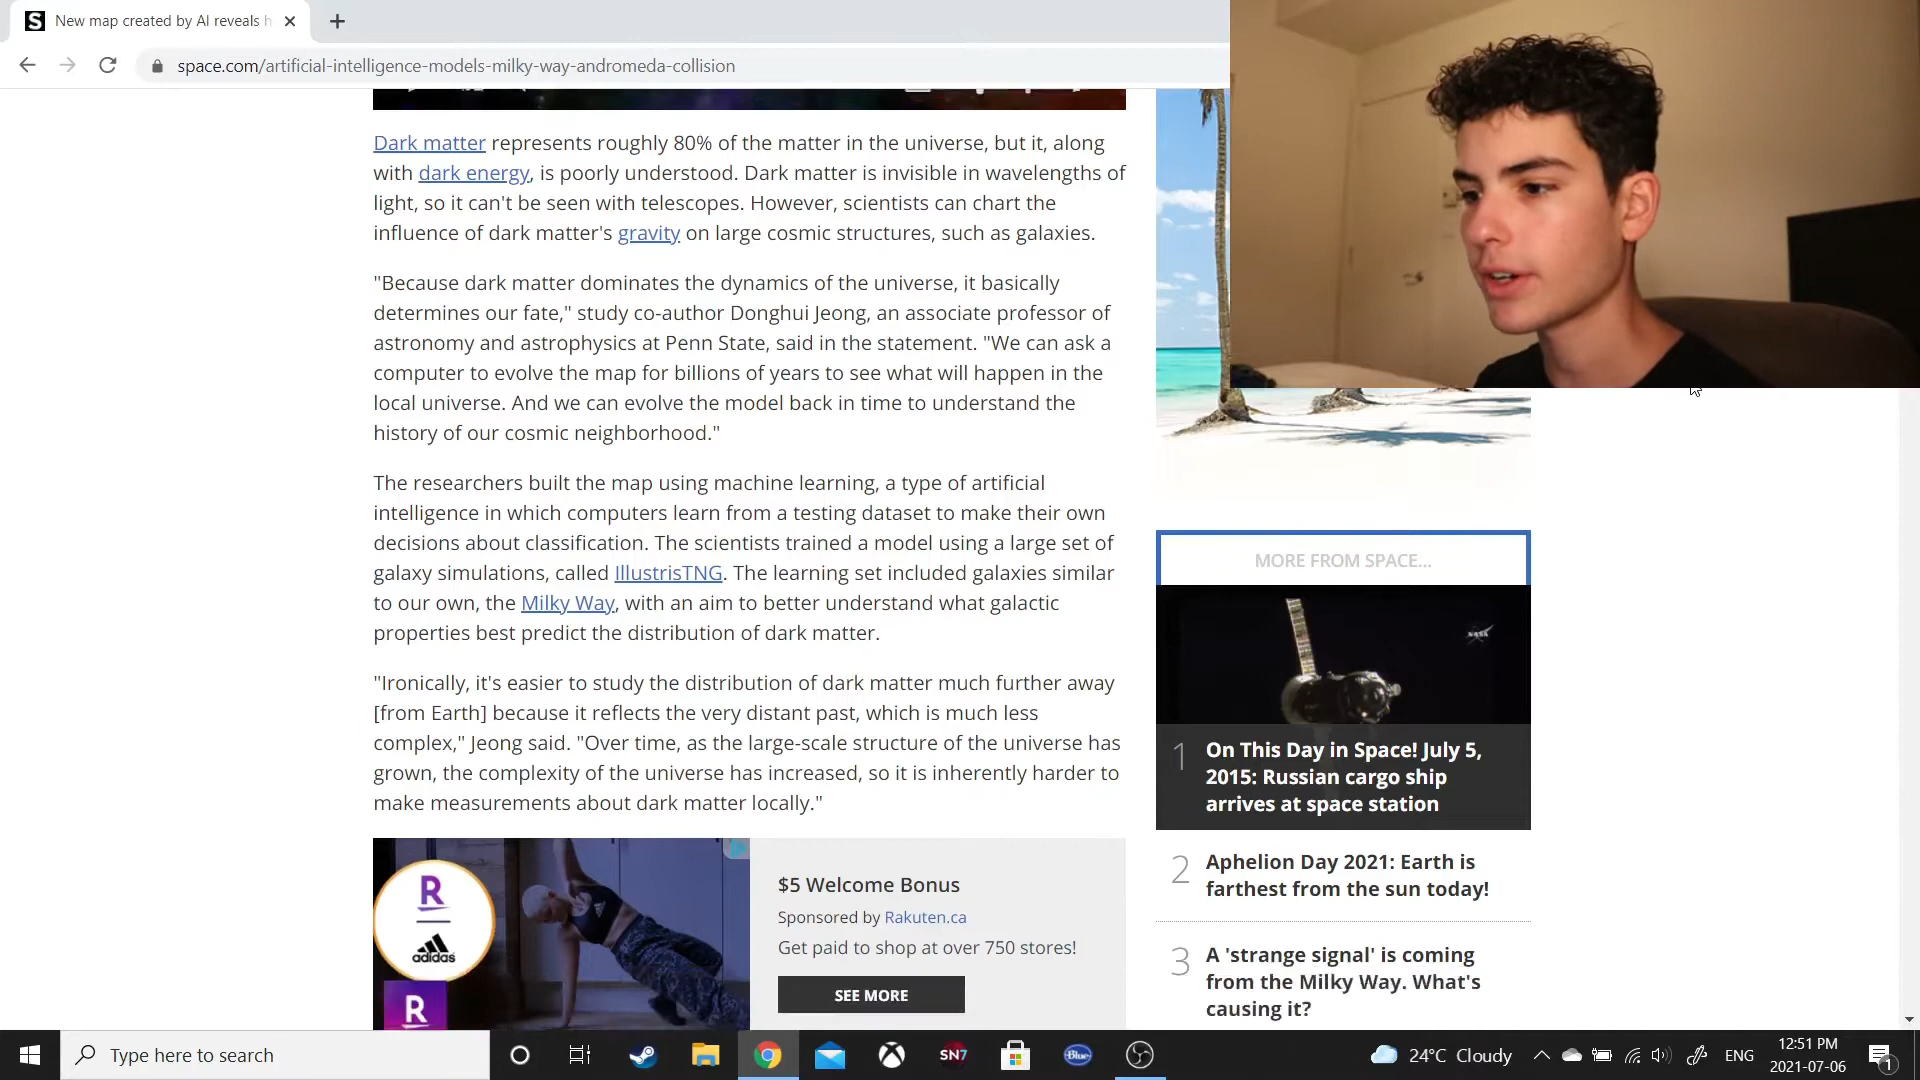 New map created by AI reveals h
space.com/artificial-intelligence-models-milky-way-andromeda-collision
Dark matter represents roughly 80% of the matter in the universe, but it, along
with dark energy, is poorly understood. Dark matter is invisible in wavelengths of
light, so it can't be seen with telescopes. However, scientists can chart the
influence of dark matter's gravity on large cosmic structures, such as galaxies.
"Because dark matter dominates the dynamics of the universe, it basically
determines our fate," study co-author Donghui Jeong, an associate professor of
astronomy and astrophysics at Penn State, said in the statement. "We can ask a
computer to evolve the map for billions of years to see what will happen in the
local universe. And we can evolve the model back in time to understand the
history of our cosmic neighborhood."
The researchers built the map using machine learning, a type of artificial
intelligence in which computers learn from a testing dataset to make their own
decisions about classification. The scientists trained a model using a large set of
galaxy simulations, called IllustrisTNG. The learning set included galaxies similar
to our own, the Milky Way, with an aim to better understand what galactic
properties best predict the distribution of dark matter.
"Ironically, it's easier to study the distribution of dark matter much further away
[from Earth] because it reflects the very distant past, which is much less
complex," Jeong said. "Over time, as the large-scale structure of the universe has
grown, the complexity of the universe has increased, so it is inherently harder to
make measurements about dark matter locally."
R
adidas
R
$5 Welcome Bonus
Sponsored by Rakuten.ca
Get paid to shop at over 750 stores!
SEE MORE
MORE FROM SPACE...
NASA
1
On This Day in Space! July 5,
2015: Russian cargo ship
arrives at space station
2
Aphelion Day 2021: Earth is
farthest from the sun today!
3
A 'strange signal' is coming
from the Milky Way. What's
causing it?
Type here to search
SN7
Blue
24°C Cloudy
ENG
12:51 PM
2021-07-06
1